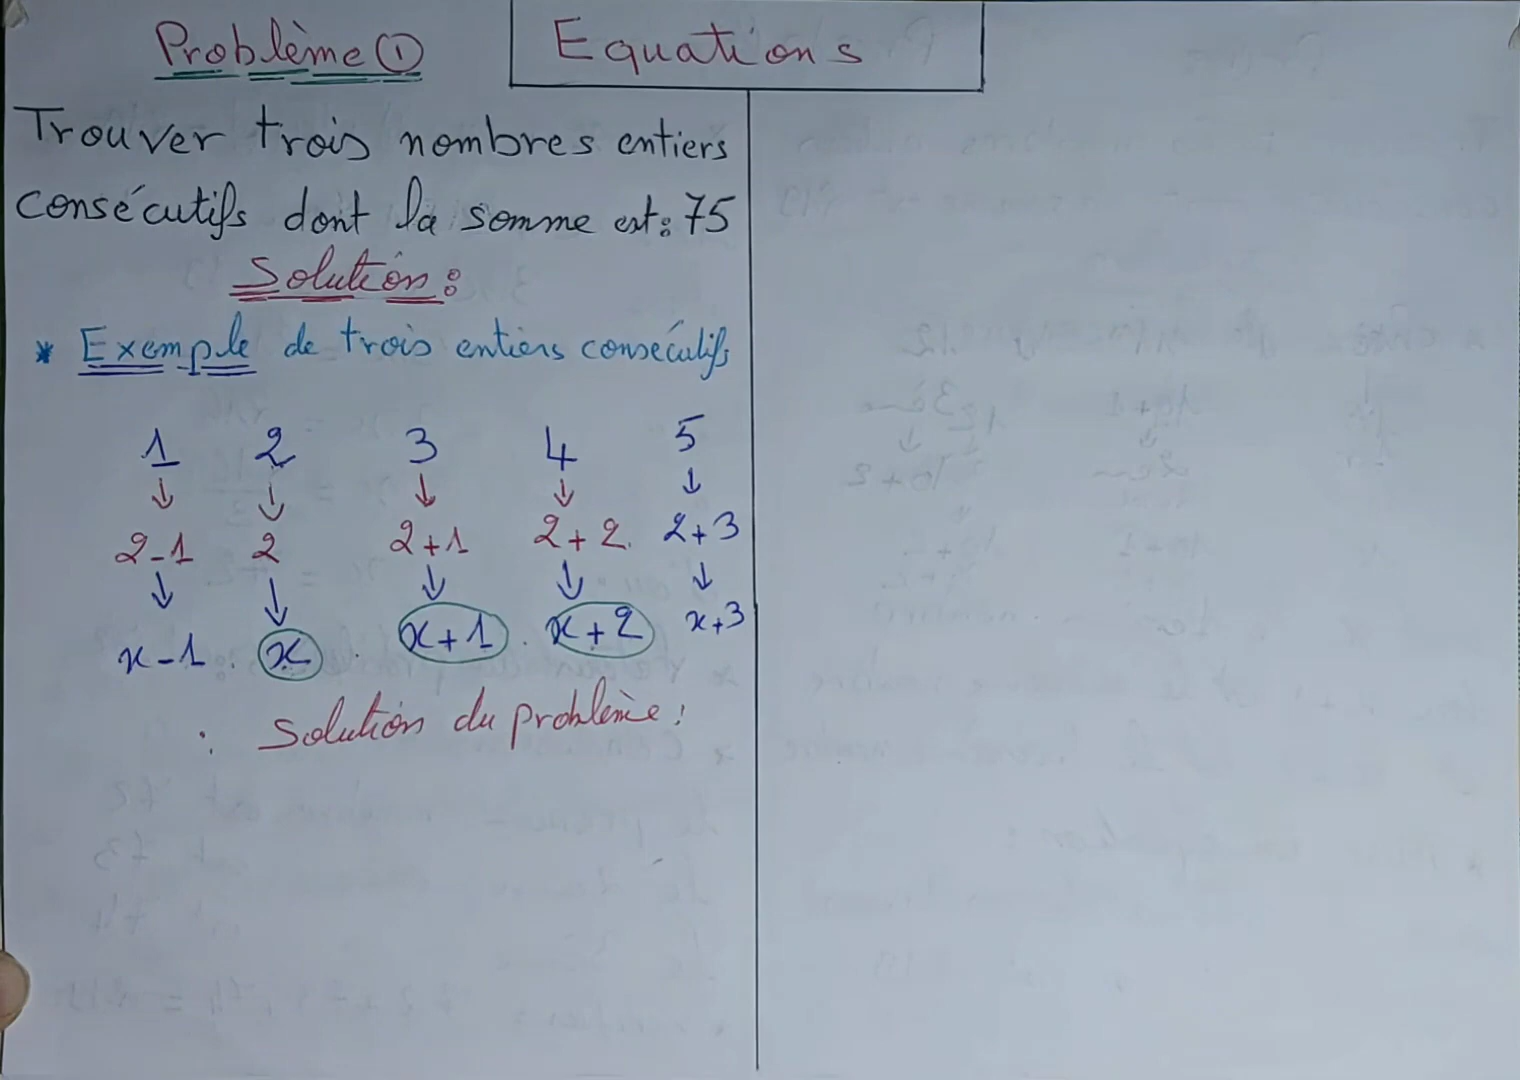 Problème ①
Equations
Trouver trois nombres entiers
consécutifs dont la somme est: 75
Solution:
* Exemple de trois entiers consécutifs
1 2 3 4 5
↓ ↓ ↓ ↓ ↓
2-1 2 2+1 2+2. 2+3
↓ ↓ ↓ ↓ ↓
x-1 . x . x+1 . x+2 x+3
: Solution du problème: